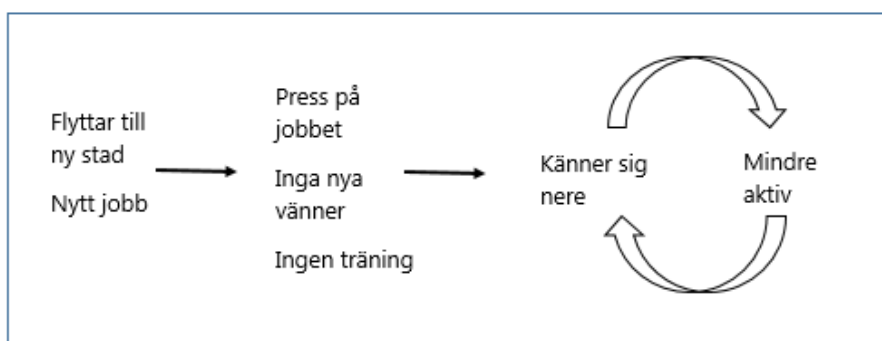 Flyttar till
ny stad
Nytt jobb
Press på
jobbet
Inga nya
vänner
Ingen träning
Känner sig
nere
Mindre
aktiv